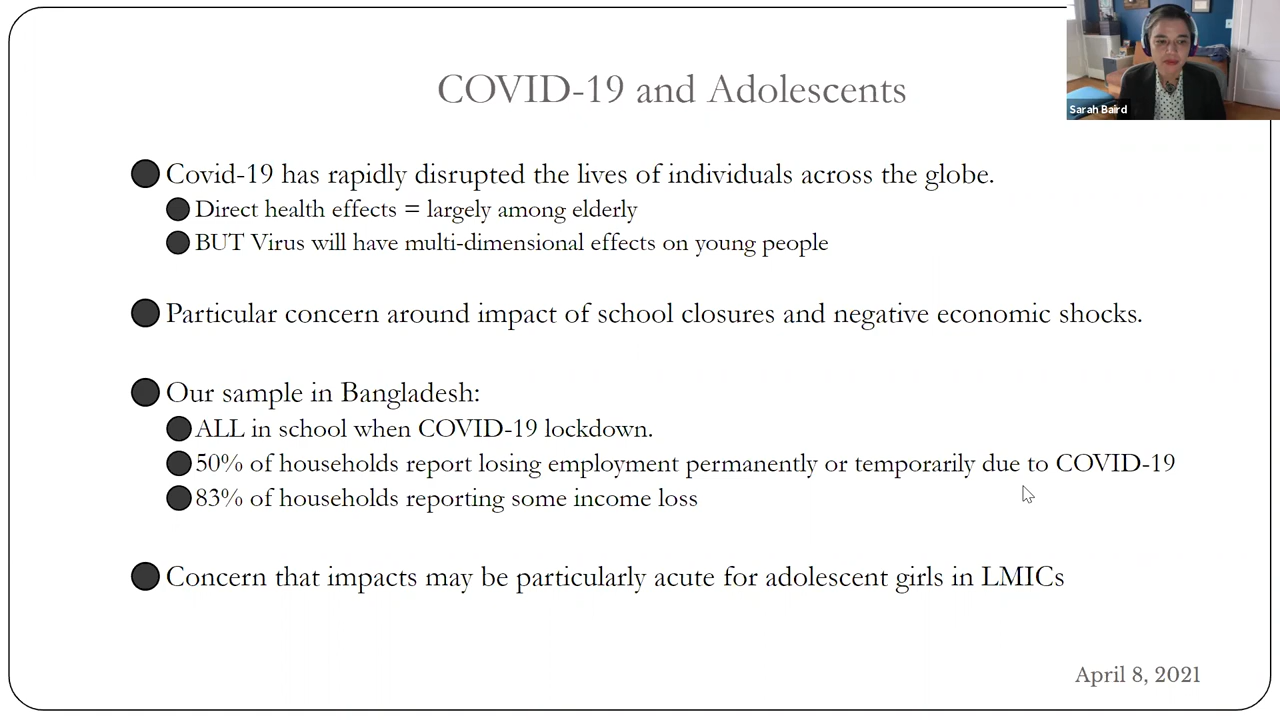 COVID-19 and Adolescents
Sarah Baird
Covid-19 has rapidly disrupted the lives of individuals across the globe.
Direct health effects = largely among elderly
BUT Virus will have multi-dimensional effects on young people
Particular concern around impact of school closures and negative economic shocks.
Our sample in Bangladesh:
ALL in school when COVID-19 lockdown.
50% of households report losing employment permanently or temporarily due to COVID-19
83% of households reporting some income loss
Concern that impacts may be particularly acute for adolescent girls in LMICs
April 8, 2021